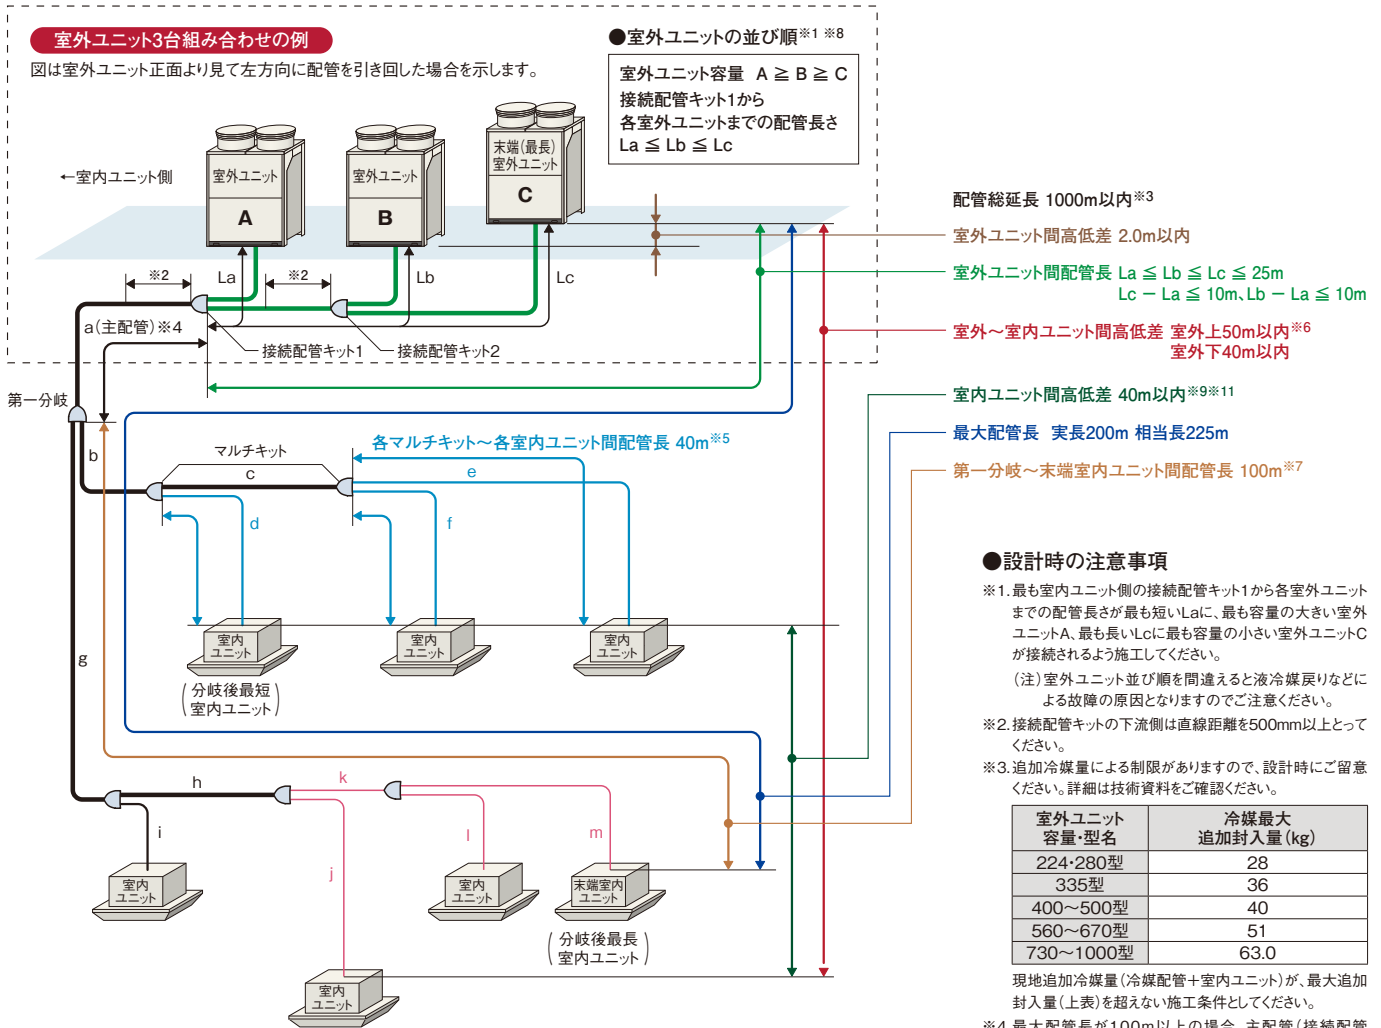 室外ユニット3台組み合わせの例
図は室外ユニット正面より見て左方向に配管を引き回した場合を示します。
●室外ユニットの並び順※1 ※8
室外ユニット容量 A ≧ B ≧ C
接続配管キット1から
各室外ユニットまでの配管長さ
La ≦ Lb ≦ Lc
←室内ユニット側
室外ユニット
A
室外ユニット
B
末端(最長)
室外ユニット
C
※2
La
※2
Lb
Lc
a(主配管)※4
接続配管キット1
接続配管キット2
配管総延長 1000m以内※3
室外ユニット間高低差 2.0m以内
室外ユニット間配管長 La ≦ Lb ≦ Lc ≦ 25m
Lc − La ≦ 10m、Lb − La ≦ 10m
室外〜室内ユニット間高低差 室外上50m以内※6
室外下40m以内
室内ユニット間高低差 40m以内※9※11
最大配管長 実長200m 相当長225m
第一分岐〜末端室内ユニット間配管長 100m※7
第一分岐
b
マルチキット
c
各マルチキット〜各室内ユニット間配管長 40m※5
e
d
f
g
室内
ユニット
室内
ユニット
室内
ユニット
(分岐後最短
室内ユニット)
h
k
i
j
l
m
室内
ユニット
室内
ユニット
末端室内
ユニット
(分岐後最長
室内ユニット)
室内
ユニット
●設計時の注意事項
※1.最も室内ユニット側の接続配管キット1から各室外ユニット
までの配管長さが最も短いLaに、最も容量の大きい室外
ユニットA、最も長いLcに最も容量の小さい室外ユニットC
が接続されるよう施工してください。
(注)室外ユニット並び順を間違えると液冷媒戻りなどに
よる故障の原因となりますのでご注意ください。
※2.接続配管キットの下流側は直線距離を500mm以上とって
ください。
※3.追加冷媒量による制限がありますので、設計時にご留意
ください。詳細は技術資料をご確認ください。
室外ユニット
容量・型名
冷媒最大
追加封入量(kg)
224・280型 28
335型 36
400〜500型 40
560〜670型 51
730〜1000型 63.0
現地追加冷媒量(冷媒配管+室内ユニット)が、最大追加
封入量(上表)を超えない施工条件としてください。
※4.最大配管長が100m以上の場合、主配管(接続配管